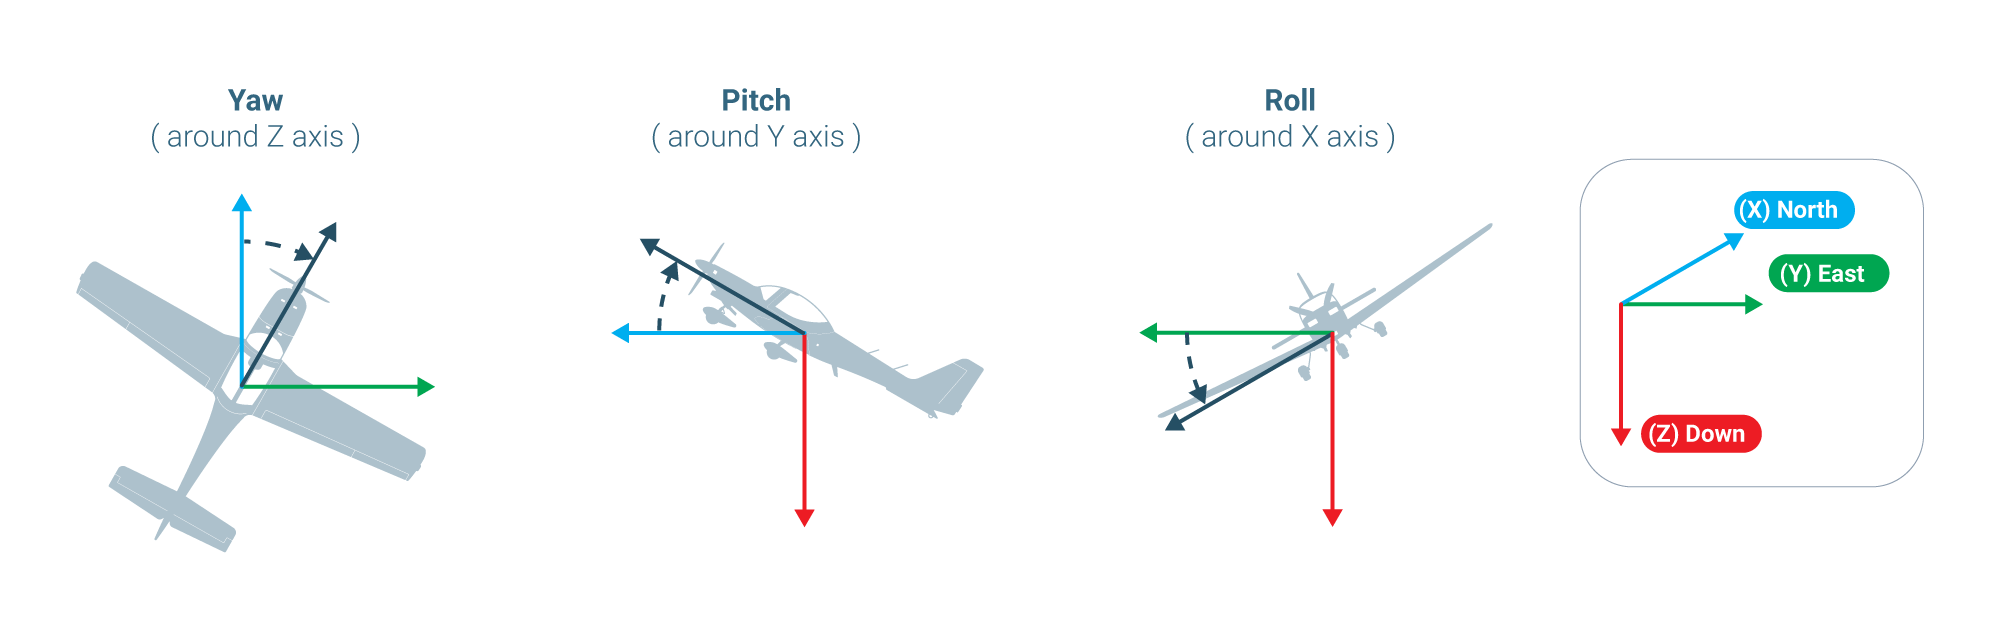 Yaw
( around Z axis )
Pitch
( around Y axis )
Roll
( around X axis )
(X) North
(Y) East
(Z) Down